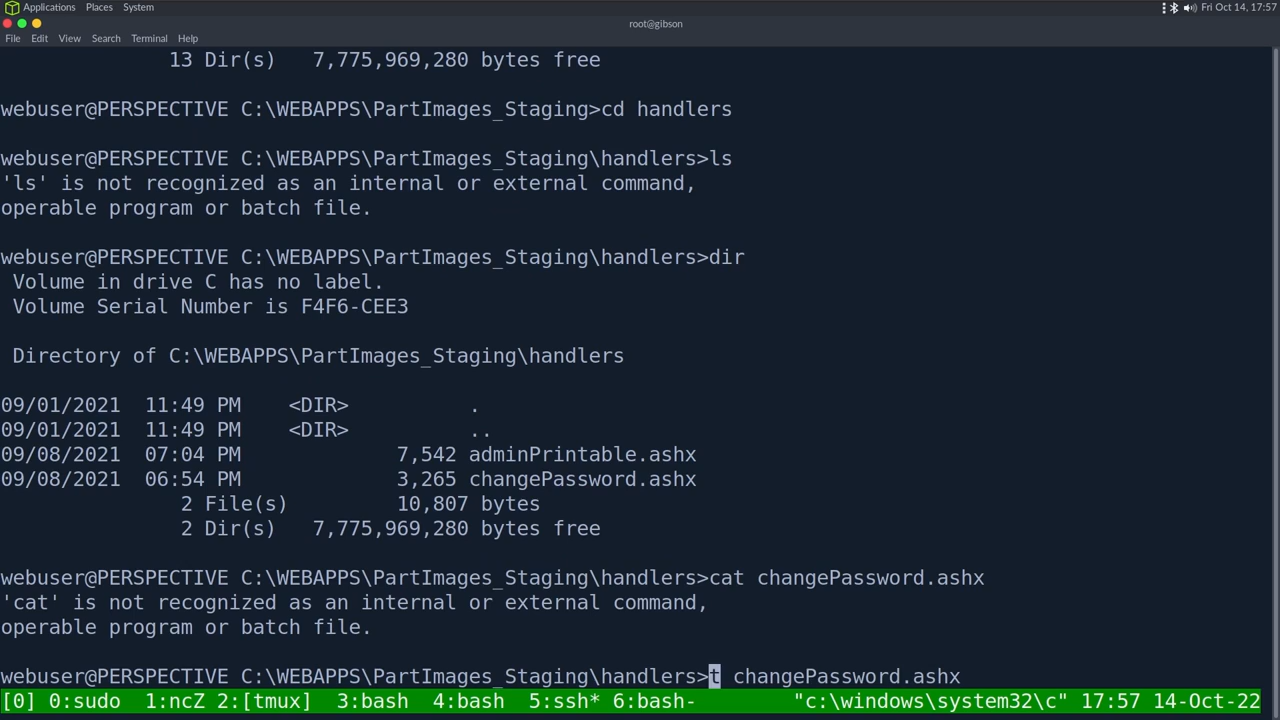 Applications Places System Fri Oct 14, 17:57
root@gibson
File Edit View Search Terminal Help
13 Dir(s) 7,775,969,280 bytes free
webuser@PERSPECTIVE C:\WEBAPPS\PartImages_Staging>cd handlers
webuser@PERSPECTIVE C:\WEBAPPS\PartImages_Staging\handlers>ls
'ls' is not recognized as an internal or external command,
operable program or batch file.
webuser@PERSPECTIVE C:\WEBAPPS\PartImages_Staging\handlers>dir
Volume in drive C has no label.
Volume Serial Number is F4F6-CEE3
Directory of C:\WEBAPPS\PartImages_Staging\handlers
09/01/2021 11:49 PM <DIR> .
09/01/2021 11:49 PM <DIR> ..
09/08/2021 07:04 PM 7,542 adminPrintable.ashx
09/08/2021 06:54 PM 3,265 changePassword.ashx
2 File(s) 10,807 bytes
2 Dir(s) 7,775,969,280 bytes free
webuser@PERSPECTIVE C:\WEBAPPS\PartImages_Staging\handlers>cat changePassword.ashx
'cat' is not recognized as an internal or external command,
operable program or batch file.
webuser@PERSPECTIVE C:\WEBAPPS\PartImages_Staging\handlers>t changePassword.ashx
[0] 0:sudo 1:ncZ 2:[tmux] 3:bash 4:bash 5:ssh* 6:bash- "c:\windows\system32\c" 17:57 14-Oct-22